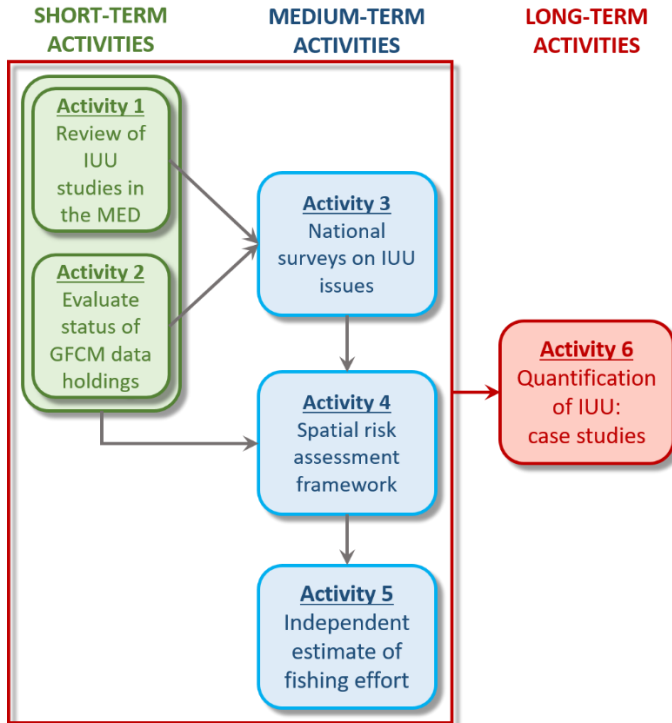 SHORT-TERM
ACTIVITIES
MEDIUM-TERM
ACTIVITIES
LONG-TERM
ACTIVITIES
Activity 1
Review of
IUU
studies in
the MED
Activity 2
Evaluate
status of
GFCM data
holdings
Activity 3
National
surveys on IUU
issues
Activity 4
Spatial risk
assessment
framework
Activity 5
Independent
estimate of
fishing effort
Activity 6
Quantification
of IUU:
case studies